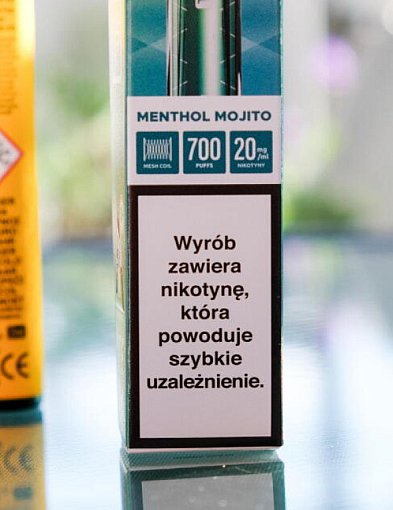 MENTHOL MOJITO
MESH COIL
700
PUFFS
20 mg/ml
NIKOTYNY
Wyrób
zawiera
nikotynę,
która
powoduje
szybkie
uzależnienie.
CE